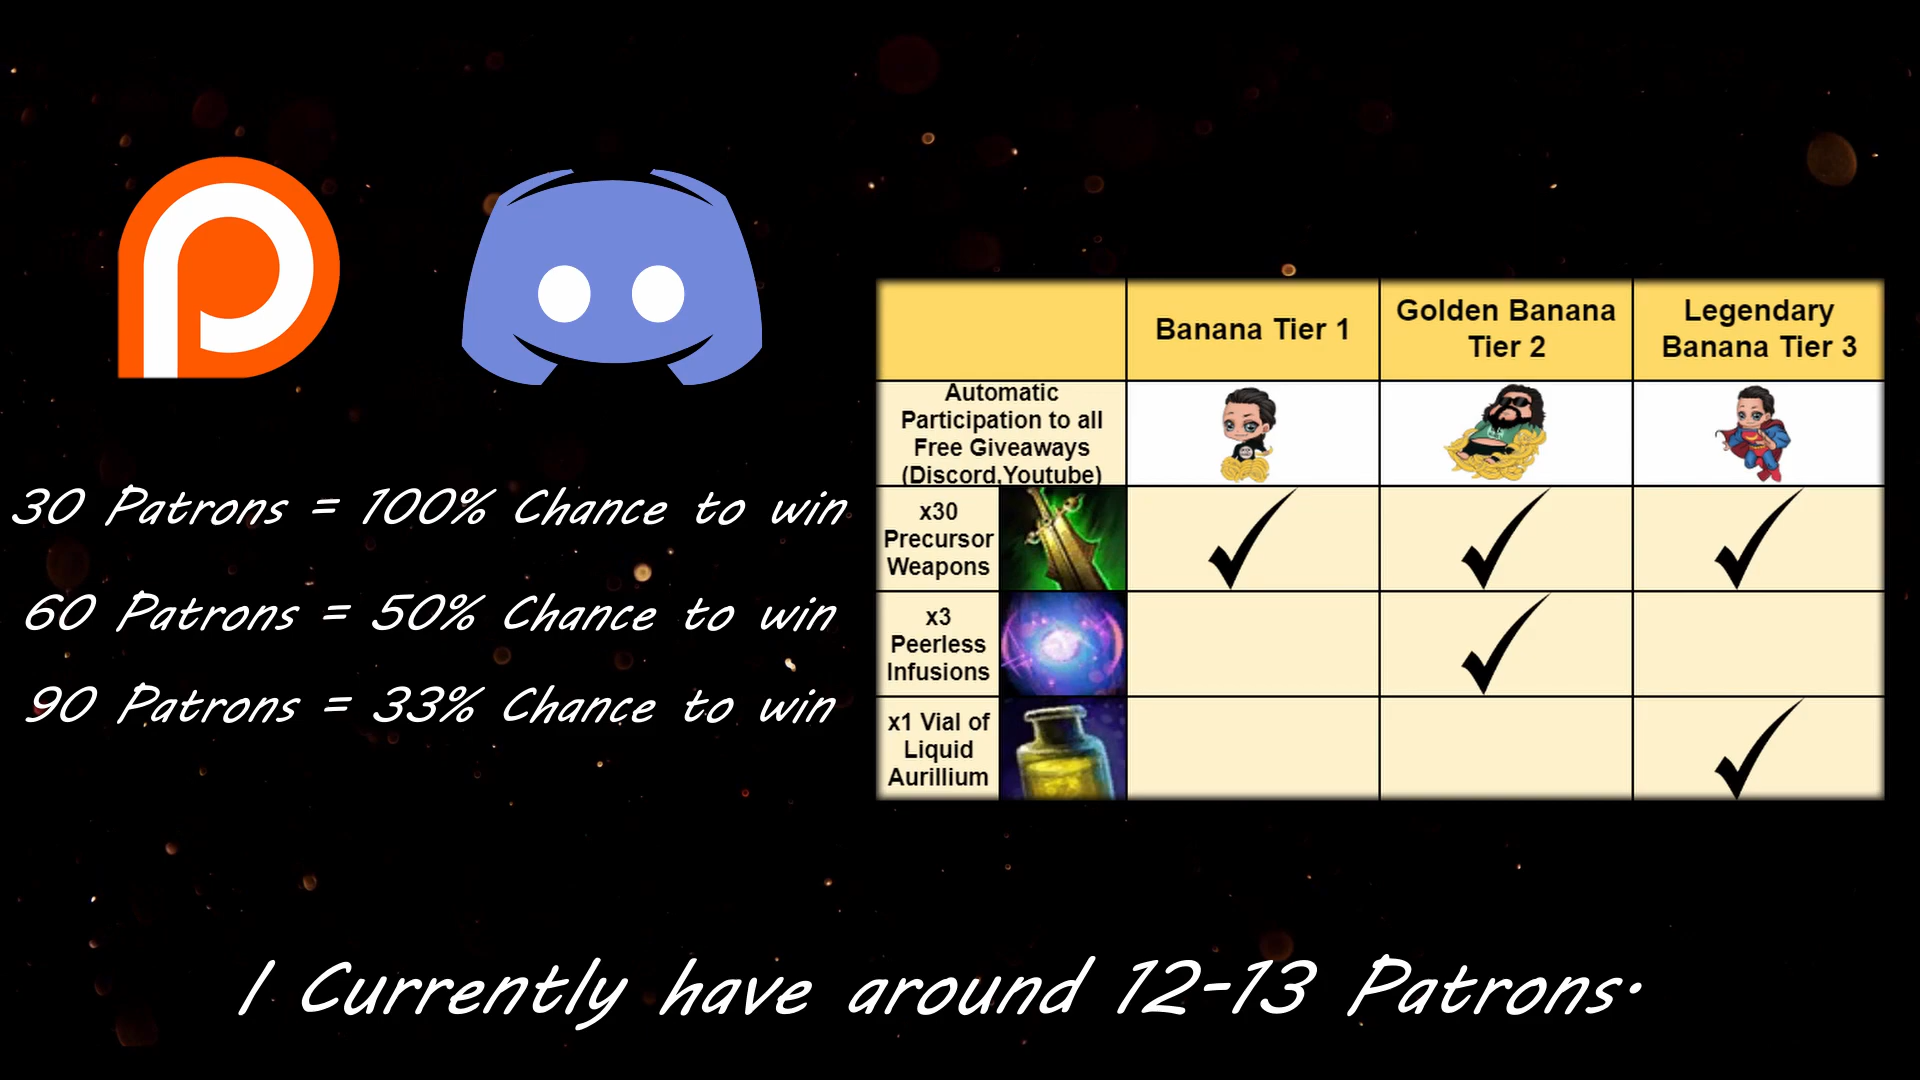 30 Patrons = 100% Chance to win
60 Patrons = 50% Chance to win
90 Patrons = 33% Chance to win
Banana Tier 1
Golden Banana
Tier 2
Legendary
Banana Tier 3
Automatic
Participation to all
Free Giveaways
(Discord,Youtube)
x30
Precursor
Weapons
x3
Peerless
Infusions
x1 Vial of
Liquid
Aurillium
I Currently have around 12-13 Patrons.